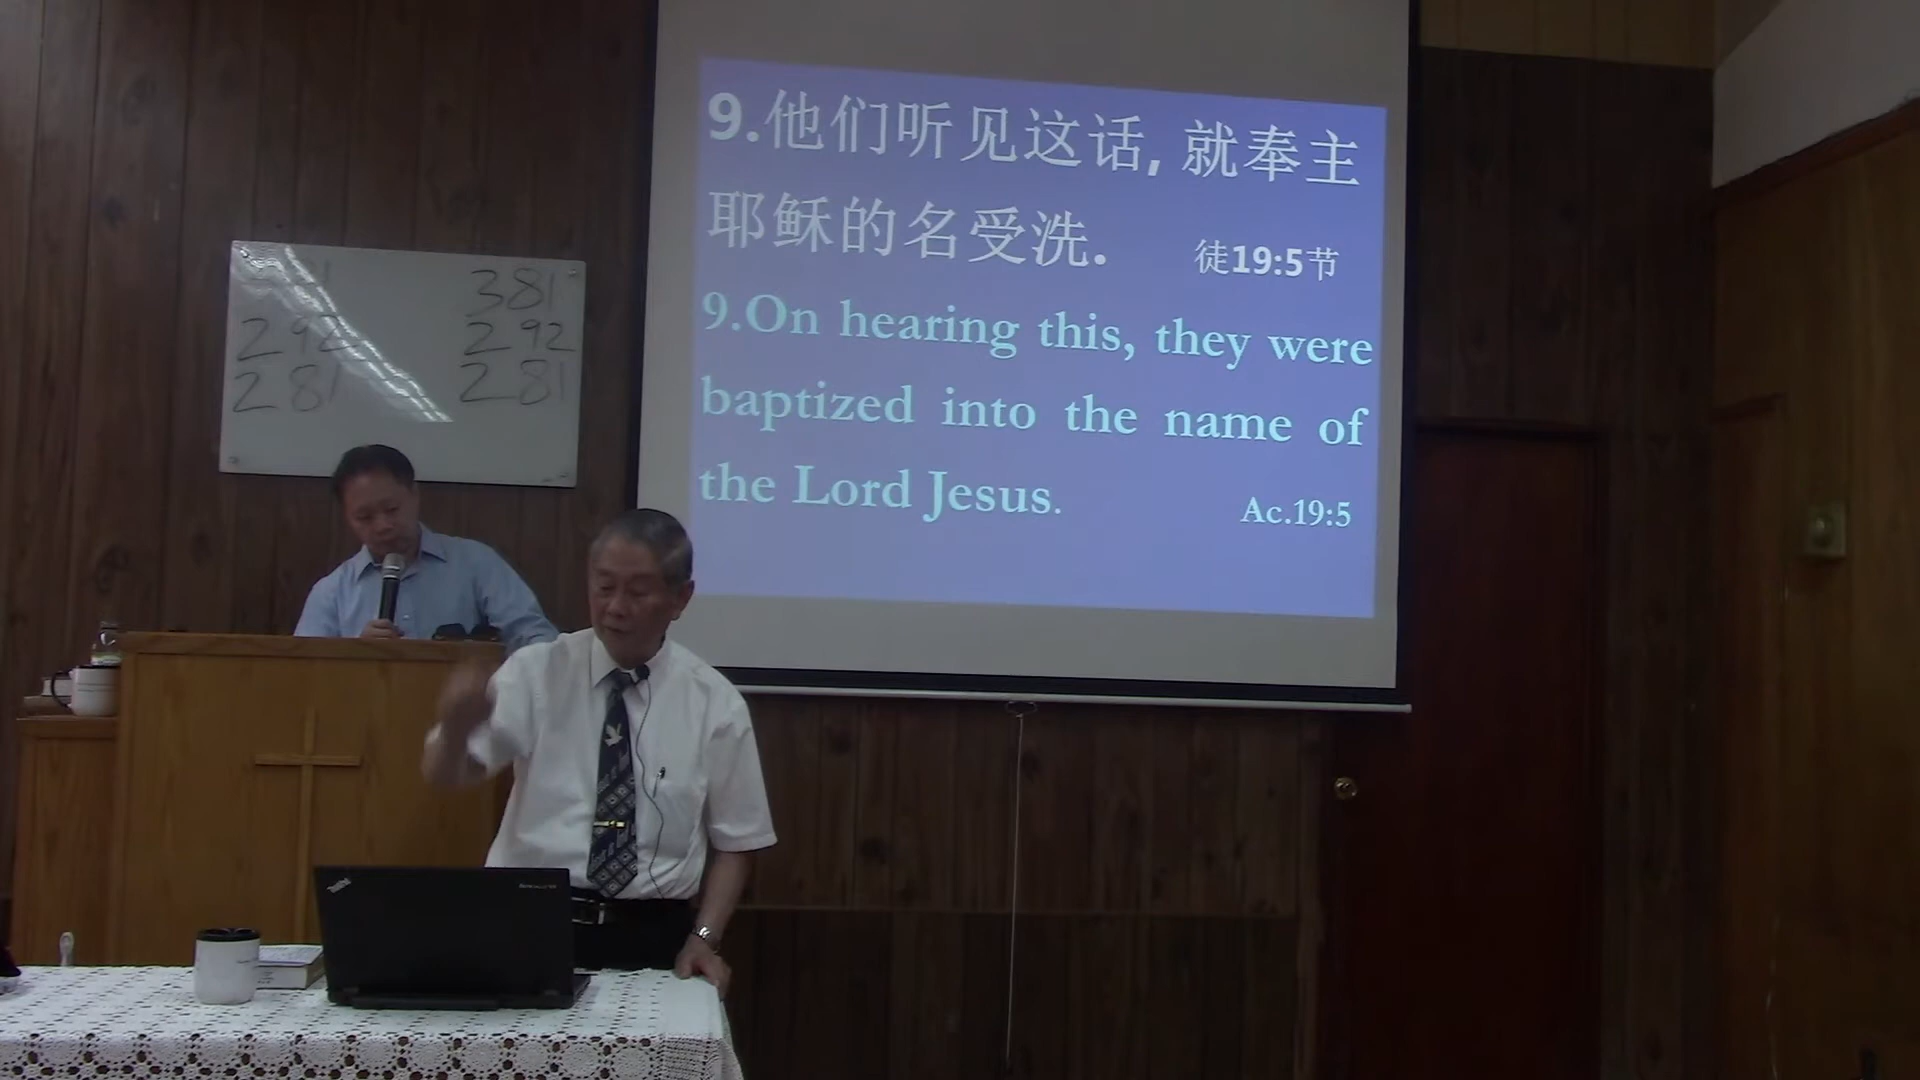 9.他们听见这话, 就奉主
耶稣的名受洗.
徒19:5节
9.On hearing this, they were
baptized into the name of
the Lord Jesus.
Ac.19:5
381
292
292
281
281
ThinkPad